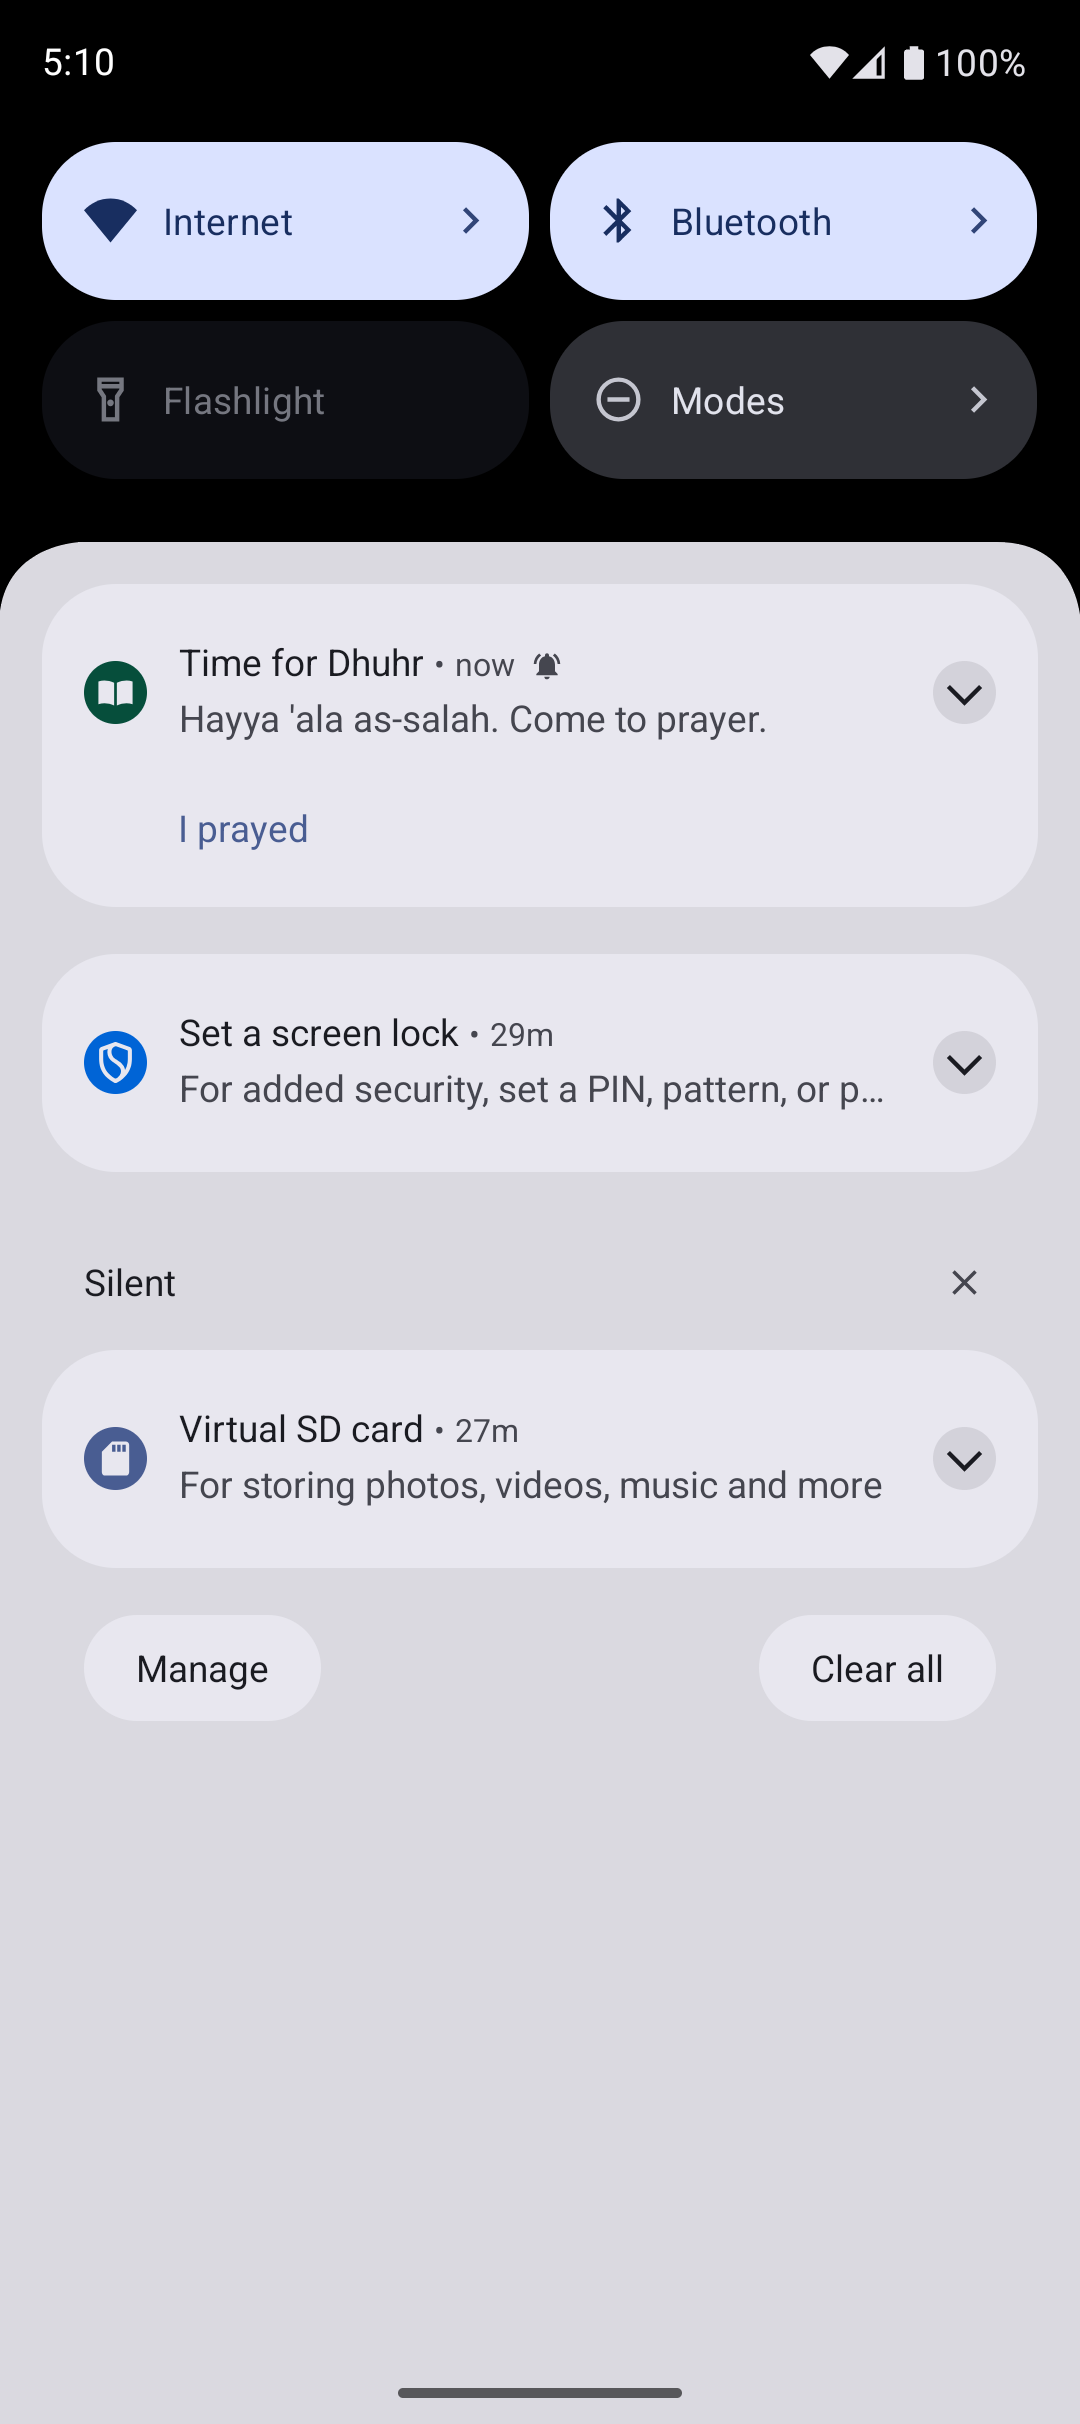 5:10
100%
Internet
Bluetooth
Flashlight
Modes
Time for Dhuhr • now
Hayya 'ala as-salah. Come to prayer.
I prayed
Set a screen lock • 29m
For added security, set a PIN, pattern, or p…
Silent
Virtual SD card • 27m
For storing photos, videos, music and more
Manage
Clear all